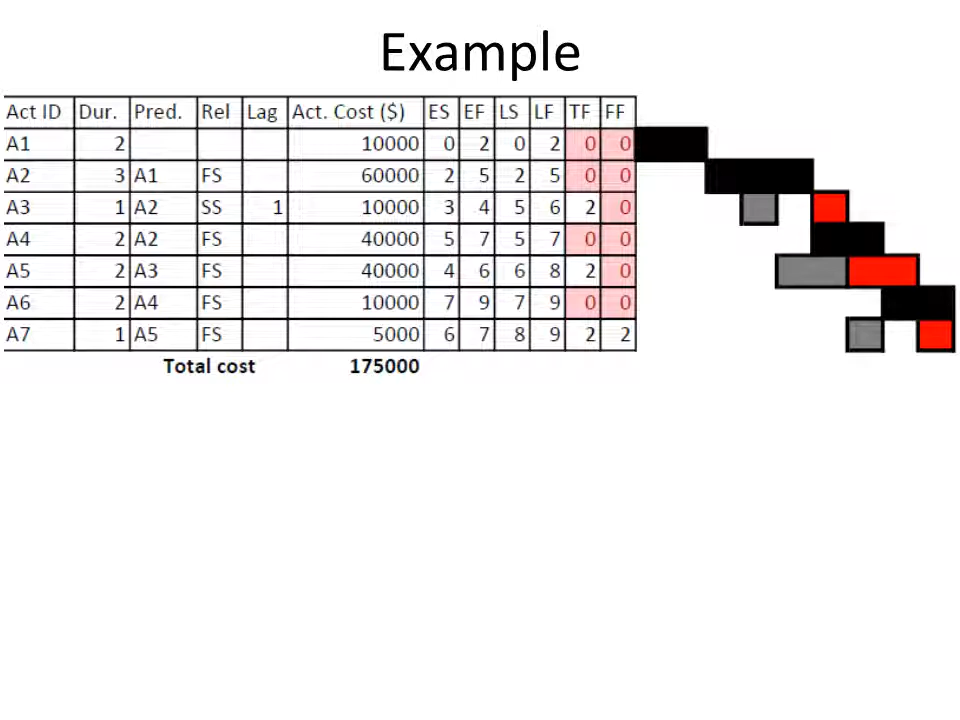 Example
Act ID Dur. Pred. Rel Lag Act. Cost ($) ES EF LS LF TF FF
A1 2 10000 0 2 0 2 0 0
A2 3 A1 FS 60000 2 5 2 5 0 0
A3 1 A2 SS 1 10000 3 4 5 6 2 0
A4 2 A2 FS 40000 5 7 5 7 0 0
A5 2 A3 FS 40000 4 6 6 8 2 0
A6 2 A4 FS 10000 7 9 7 9 0 0
A7 1 A5 FS 5000 6 7 8 9 2 2
Total cost 175000